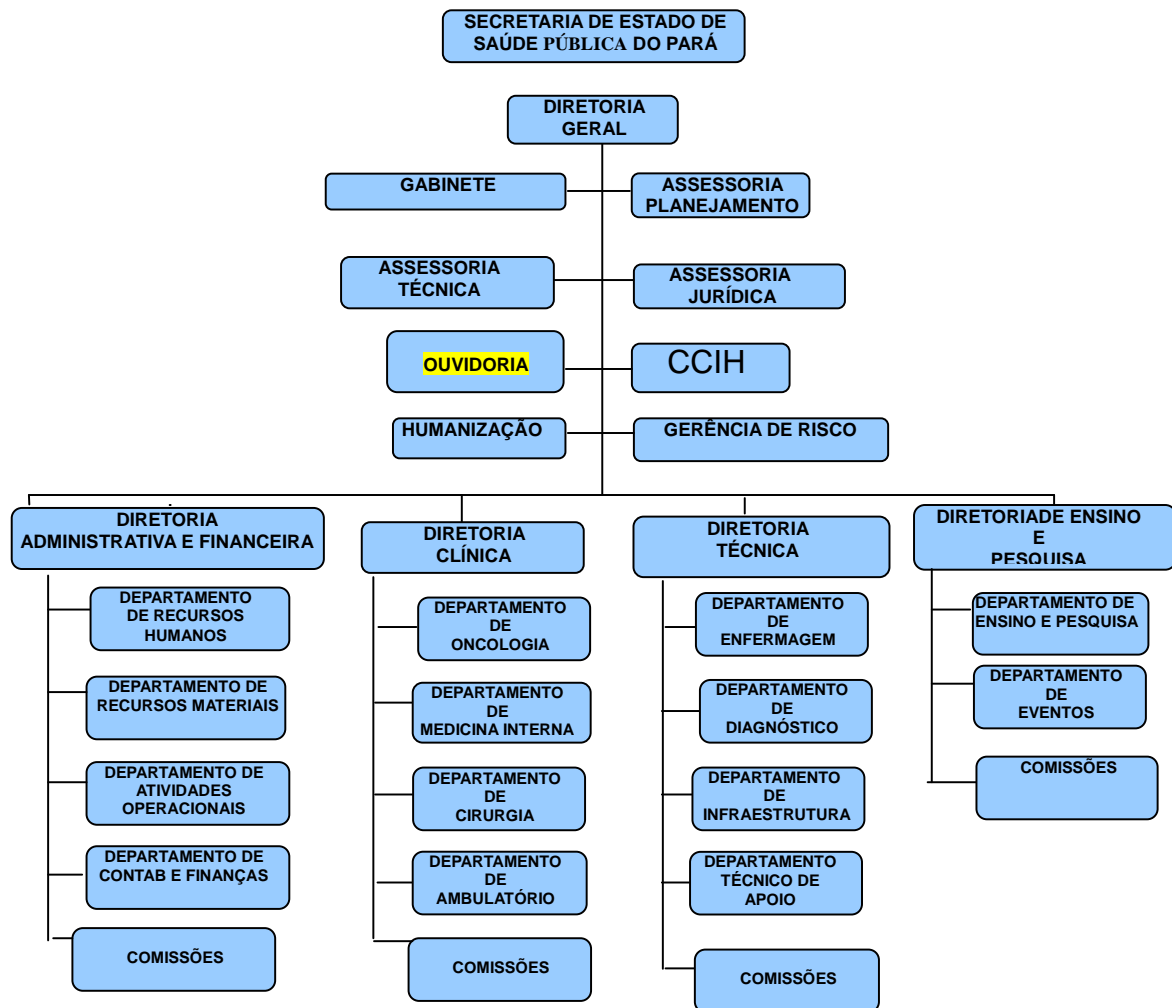 SECRETARIA DE ESTADO DE
SAÚDE PÚBLICA DO PARÁ
DIRETORIA
GERAL
GABINETE
ASSESSORIA
PLANEJAMENTO
ASSESSORIA
TÉCNICA
ASSESSORIA
JURÍDICA
OUVIDORIA
CCIH
HUMANIZAÇÃO
GERÊNCIA DE RISCO
DIRETORIA
ADMINISTRATIVA E FINANCEIRA
DEPARTAMENTO
DE RECURSOS
HUMANOS
DEPARTAMENTO DE
RECURSOS MATERIAIS
DEPARTAMENTO DE
ATIVIDADES
OPERACIONAIS
DEPARTAMENTO DE
CONTAB E FINANÇAS
COMISSÕES
DIRETORIA
CLÍNICA
DEPARTAMENTO
DE
ONCOLOGIA
DEPARTAMENTO
DE
MEDICINA INTERNA
DEPARTAMENTO
DE
CIRURGIA
DEPARTAMENTO
DE
AMBULATÓRIO
COMISSÕES
DIRETORIA
TÉCNICA
DEPARTAMENTO
DE
ENFERMAGEM
DEPARTAMENTO
DE
DIAGNÓSTICO
DEPARTAMENTO
DE
INFRAESTRUTURA
DEPARTAMENTO
TÉCNICO DE
APOIO
COMISSÕES
DIRETORIADE ENSINO
E
PESQUISA
DEPARTAMENTO DE
ENSINO E PESQUISA
DEPARTAMENTO
DE
EVENTOS
COMISSÕES